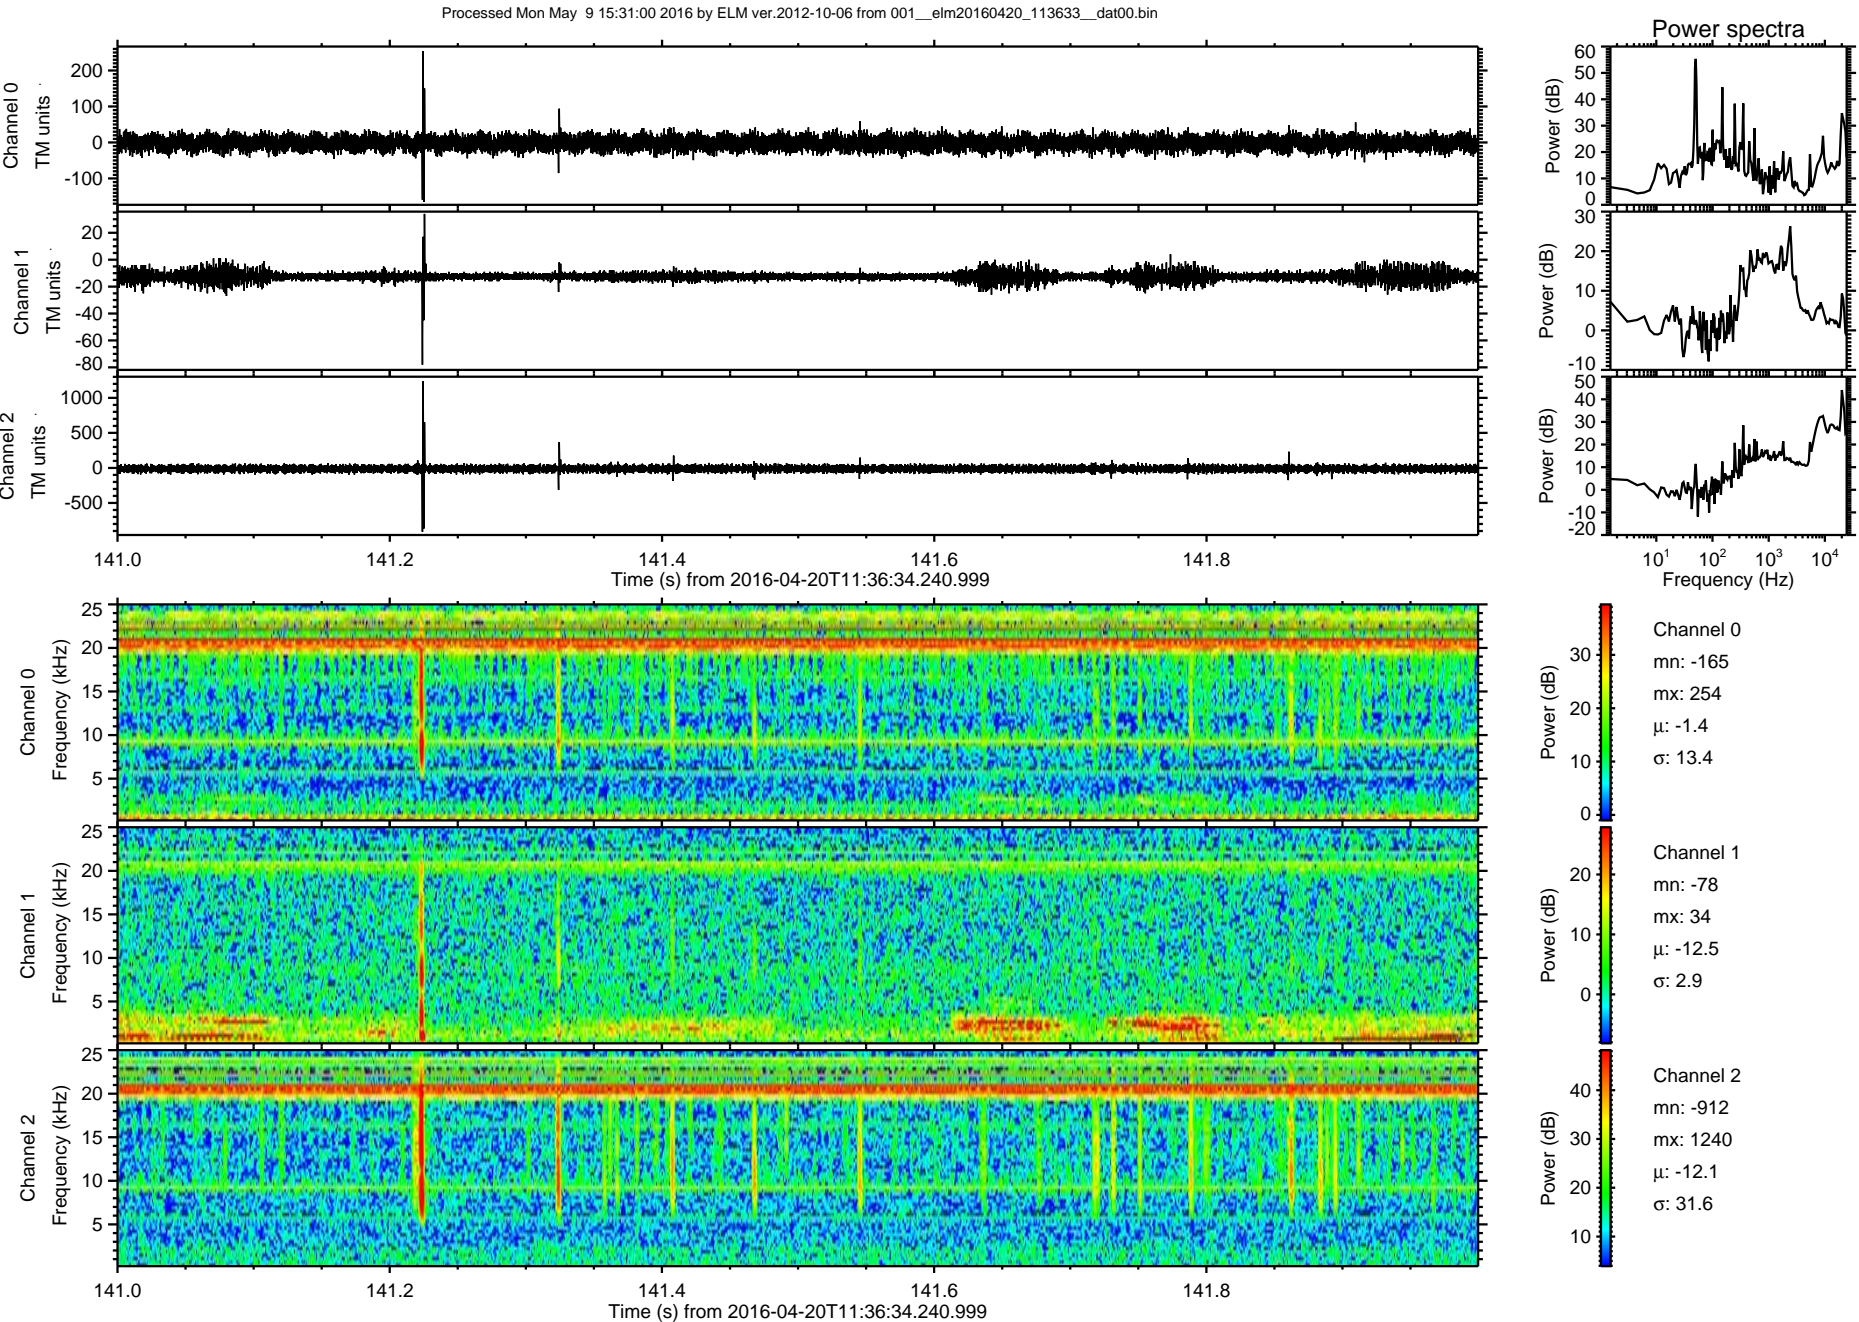 Processed Mon May  9 15:31:00 2016 by ELM ver.2012-10-06 from 001__elm20160420_113633__dat00.bin
Power spectra
Channel 0
TM units
200
100
0
-100
Power (dB)
60
50
40
30
20
10
0
Channel 1
TM units
20
0
-20
-40
-60
-80
Power (dB)
30
20
10
0
-10
Channel 2
TM units
1000
500
0
-500
Power (dB)
50
40
30
20
10
0
-10
-20
141.0 141.2 141.4 141.6 141.8
Time (s) from 2016-04-20T11:36:34.240.999
10^1 10^2 10^3 10^4
Frequency (Hz)
Channel 0
Frequency (kHz)
25
20
15
10
5
Power (dB)
30
20
10
0
Channel 0
mn: -165
mx: 254
μ: -1.4
σ: 13.4
Channel 1
Frequency (kHz)
25
20
15
10
5
Power (dB)
20
10
0
Channel 1
mn: -78
mx: 34
μ: -12.5
σ: 2.9
Channel 2
Frequency (kHz)
25
20
15
10
5
Power (dB)
40
30
20
10
Channel 2
mn: -912
mx: 1240
μ: -12.1
σ: 31.6
141.0 141.2 141.4 141.6 141.8
Time (s) from 2016-04-20T11:36:34.240.999